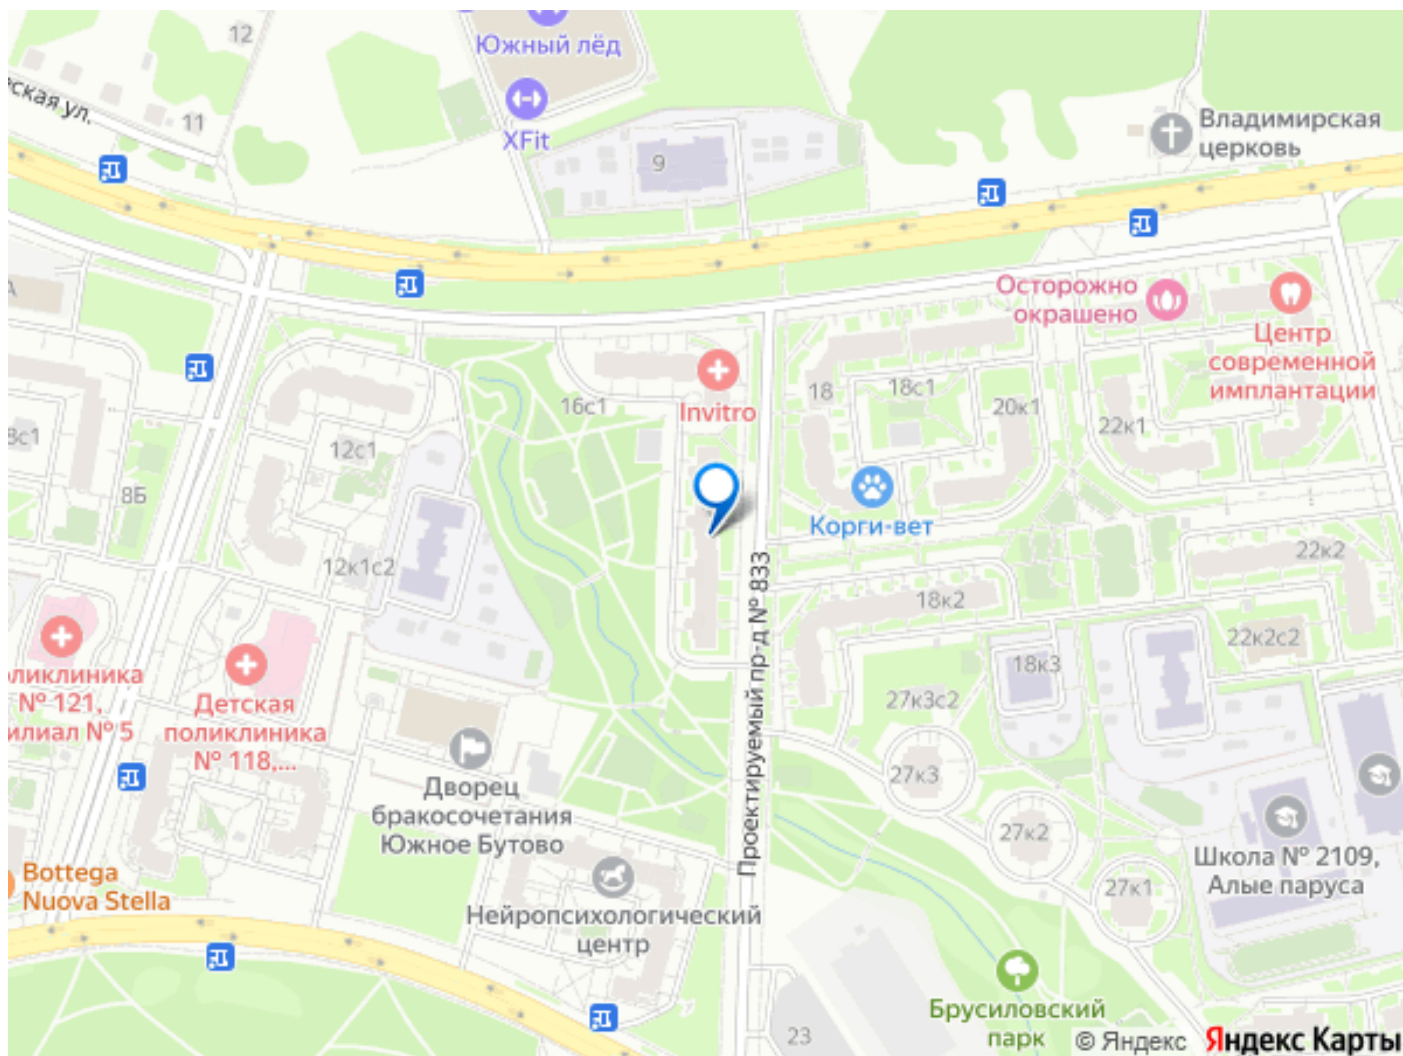 12
Южный лёд
ская ул.
11
XFit
9
Владимирская
церковь
А
Осторожно
окрашено
Центр
современной
имплантации
16с1
Invitro
18
18с1
20к1
22к1
8с1
12с1
8Б
Корги-вет
12к1с2
22к2
18к2
Проектируемый пр-д № 833
22к2с2
18к3
оликлиника
№ 121,
илиал № 5
Детская
поликлиника
№ 118,...
27к3с2
27к3
Дворец
бракосочетания
Южное Бутово
27к2
Школа № 2109,
Алые паруса
Bottega
Nuova Stella
27к1
Нейропсихологический
центр
Брусиловский
парк
23
© Яндекс Яндекс Карты